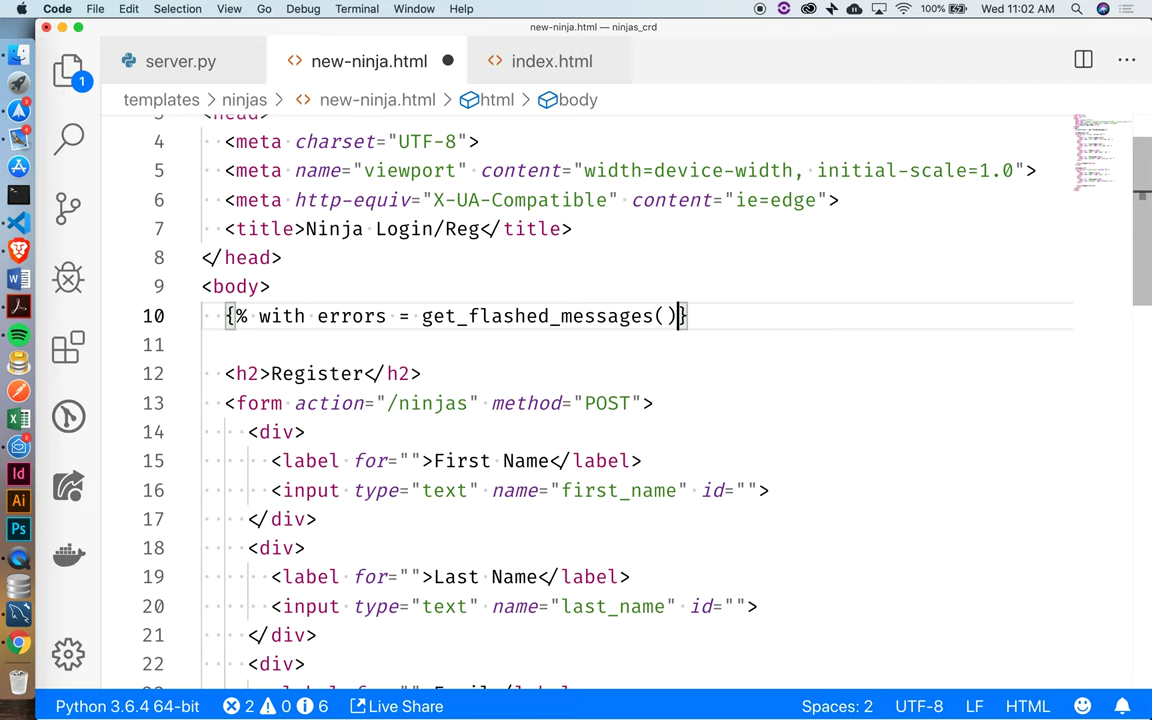 Code File Edit Selection View Go Debug Terminal Window Help 100% Wed 11:02 AM
new-ninja.html — ninjas_crd
server.py <> new-ninja.html ● <> index.html ...
1
templates > ninjas > <> new-ninja.html > html > body
3 <head>
4 <meta charset="UTF-8">
5 <meta name="viewport" content="width=device-width, initial-scale=1.0">
6 <meta http-equiv="X-UA-Compatible" content="ie=edge">
7 <title>Ninja Login/Reg</title>
8 </head>
9 <body>
10 {% with errors = get_flashed_messages()}
11
12 <h2>Register</h2>
13 <form action="/ninjas" method="POST">
14 <div>
15 <label for="">First Name</label>
16 <input type="text" name="first_name" id="">
17 </div>
18 <div>
19 <label for="">Last Name</label>
20 <input type="text" name="last_name" id="">
21 </div>
22 <div>
Id
Ai
Ps
Python 3.6.4 64-bit 2 0 6 Live Share Spaces: 2 UTF-8 LF HTML